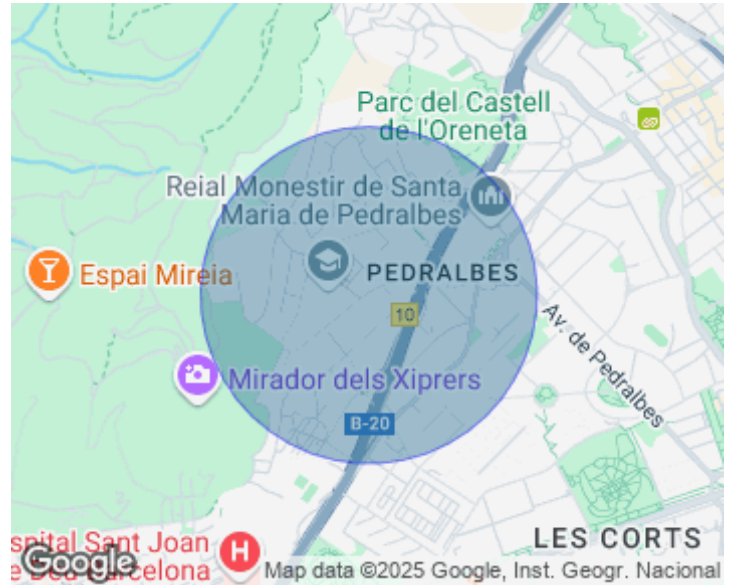 Parc del Castell
de l'Oreneta
Reial Monestir de Santa
Maria de Pedralbes
PEDRALBES
Espai Mireia
10
Av. de Pedralbes
Mirador dels Xiprers
B-20
LES CORTS
spital Sant Joan
H
Barcelona
Google
Map data ©2025 Google, Inst. Geogr. Nacional